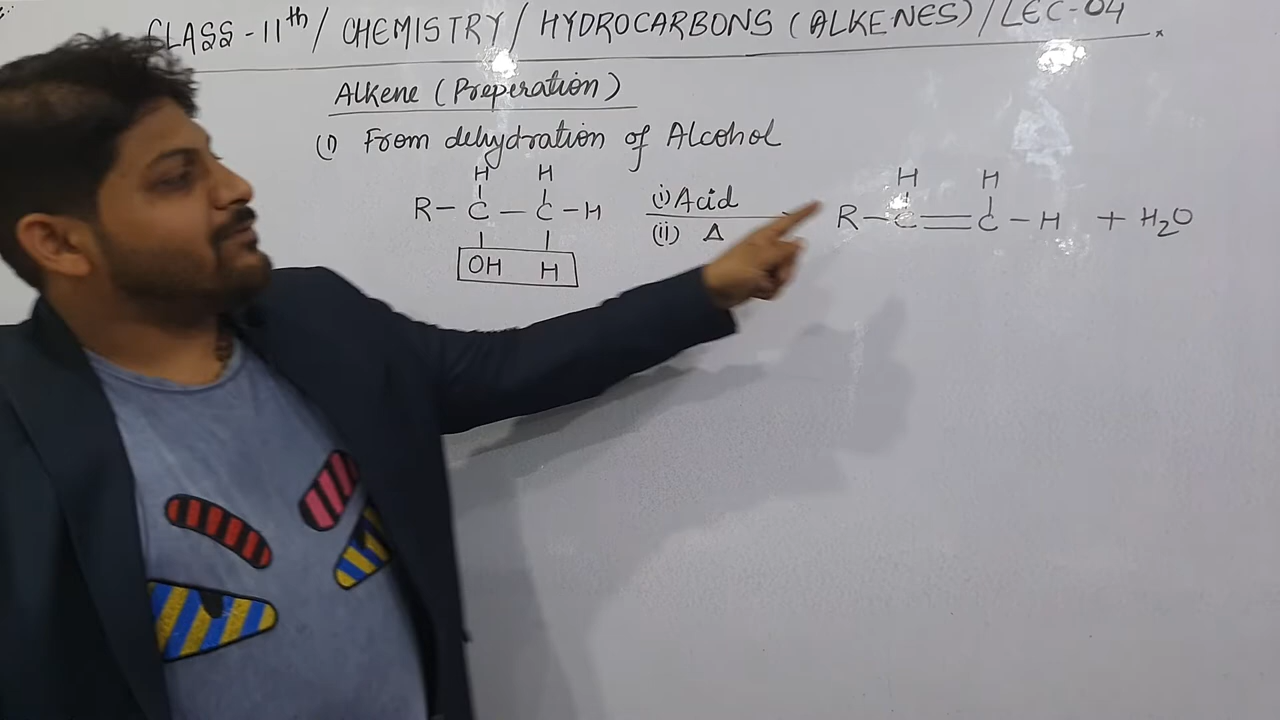 CLASS-11th/ CHEMISTRY/ HYDROCARBONS (ALKENES) / LEC-04
Alkene (Preperation)
(1) From dehydration of Alcohol
H H H H
R-C-C-H (i) Acid R-C=C-H + H2O
(ii) Δ
OH H